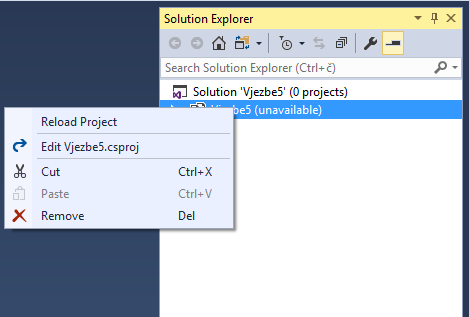 Solution Explorer
Search Solution Explorer (Ctrl+č)
Solution 'Vjezbe5' (0 projects)
Vjezbe5 (unavailable)
Reload Project
Edit Vjezbe5.csproj
Cut Ctrl+X
Paste Ctrl+V
Remove Del